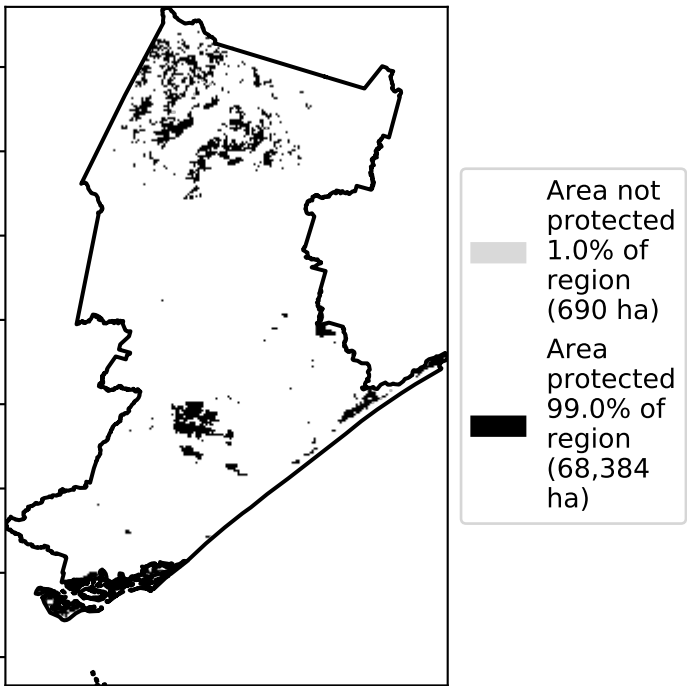 Area not
protected
1.0% of
region
(690 ha)
Area
protected
99.0% of
region
(68,384
ha)